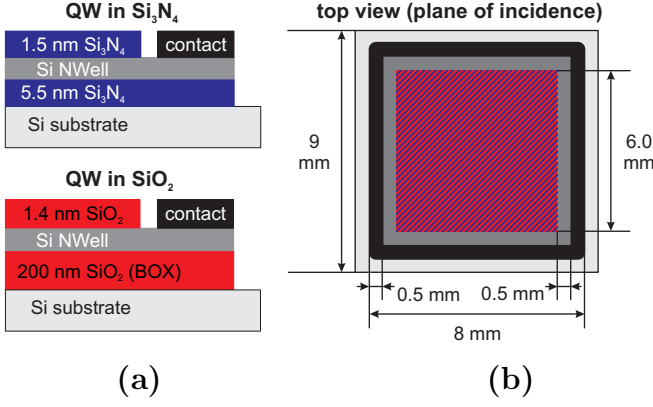 QW in Si₃N₄
1.5 nm Si₃N₄
contact
Si NWell
5.5 nm Si₃N₄
Si substrate
QW in SiO₂
1.4 nm SiO₂
contact
Si NWell
200 nm SiO₂ (BOX)
Si substrate
(a)
top view (plane of incidence)
9
mm
6.0
mm
0.5 mm
0.5 mm
8 mm
(b)